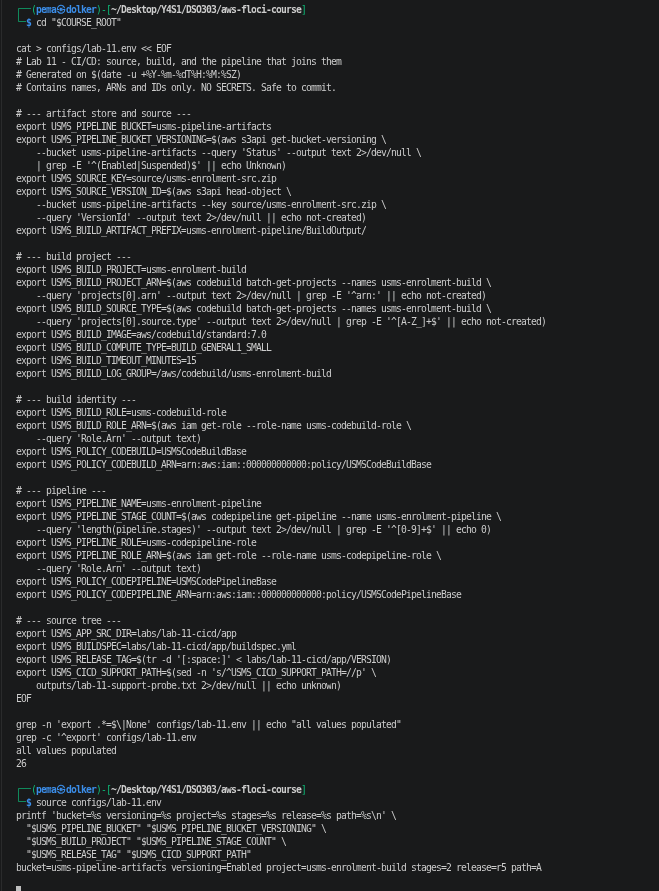 ┌──(pema㉿dolker)-[~/Desktop/Y4S1/DSO303/aws-floci-course]
└─$ cd "$COURSE_ROOT"
cat > configs/lab-11.env << EOF
# Lab 11 - CI/CD: source, build, and the pipeline that joins them
# Generated on $(date -u +%Y-%m-%dT%H:%M:%SZ)
# Contains names, ARNs and IDs only. NO SECRETS. Safe to commit.
# --- artifact store and source ---
export USMS_PIPELINE_BUCKET=usms-pipeline-artifacts
export USMS_PIPELINE_BUCKET_VERSIONING=$(aws s3api get-bucket-versioning \
    --bucket usms-pipeline-artifacts --query 'Status' --output text 2>/dev/null \
    | grep -E '^(Enabled|Suspended)$' || echo Unknown)
export USMS_SOURCE_KEY=source/usms-enrolment-src.zip
export USMS_SOURCE_VERSION_ID=$(aws s3api head-object \
    --bucket usms-pipeline-artifacts --key source/usms-enrolment-src.zip \
    --query 'VersionId' --output text 2>/dev/null || echo not-created)
export USMS_BUILD_ARTIFACT_PREFIX=usms-enrolment-pipeline/BuildOutput/
# --- build project ---
export USMS_BUILD_PROJECT=usms-enrolment-build
export USMS_BUILD_PROJECT_ARN=$(aws codebuild batch-get-projects --names usms-enrolment-build \
    --query 'projects[0].arn' --output text 2>/dev/null | grep -E '^arn:' || echo not-created)
export USMS_BUILD_SOURCE_TYPE=$(aws codebuild batch-get-projects --names usms-enrolment-build \
    --query 'projects[0].source.type' --output text 2>/dev/null | grep -E '^[A-Z_]+$' || echo not-created)
export USMS_BUILD_IMAGE=aws/codebuild/standard:7.0
export USMS_BUILD_COMPUTE_TYPE=BUILD_GENERAL1_SMALL
export USMS_BUILD_TIMEOUT_MINUTES=15
export USMS_BUILD_LOG_GROUP=/aws/codebuild/usms-enrolment-build
# --- build identity ---
export USMS_BUILD_ROLE=usms-codebuild-role
export USMS_BUILD_ROLE_ARN=$(aws iam get-role --role-name usms-codebuild-role \
    --query 'Role.Arn' --output text)
export USMS_POLICY_CODEBUILD=USMSCodeBuildBase
export USMS_POLICY_CODEBUILD_ARN=arn:aws:iam::000000000000:policy/USMSCodeBuildBase
# --- pipeline ---
export USMS_PIPELINE_NAME=usms-enrolment-pipeline
export USMS_PIPELINE_STAGE_COUNT=$(aws codepipeline get-pipeline --name usms-enrolment-pipeline \
    --query 'length(pipeline.stages)' --output text 2>/dev/null | grep -E '^[0-9]+$' || echo 0)
export USMS_PIPELINE_ROLE=usms-codepipeline-role
export USMS_PIPELINE_ROLE_ARN=$(aws iam get-role --role-name usms-codepipeline-role \
    --query 'Role.Arn' --output text)
export USMS_POLICY_CODEPIPELINE=USMSCodePipelineBase
export USMS_POLICY_CODEPIPELINE_ARN=arn:aws:iam::000000000000:policy/USMSCodePipelineBase
# --- source tree ---
export USMS_APP_SRC_DIR=labs/lab-11-cicd/app
export USMS_BUILDSPEC=labs/lab-11-cicd/app/buildspec.yml
export USMS_RELEASE_TAG=$(tr -d '[:space:]' < labs/lab-11-cicd/app/VERSION)
export USMS_CICD_SUPPORT_PATH=$(sed -n 's/^USMS_CICD_SUPPORT_PATH=//p' \
    outputs/lab-11-support-probe.txt 2>/dev/null || echo unknown)
EOF
grep -n 'export .*=$\|None' configs/lab-11.env || echo "all values populated"
grep -c '^export' configs/lab-11.env
all values populated
26
┌──(pema㉿dolker)-[~/Desktop/Y4S1/DSO303/aws-floci-course]
└─$ source configs/lab-11.env
printf 'bucket=%s versioning=%s project=%s stages=%s release=%s path=%s\n' \
  "$USMS_PIPELINE_BUCKET" "$USMS_PIPELINE_BUCKET_VERSIONING" \
  "$USMS_BUILD_PROJECT" "$USMS_PIPELINE_STAGE_COUNT" \
  "$USMS_RELEASE_TAG" "$USMS_CICD_SUPPORT_PATH"
bucket=usms-pipeline-artifacts versioning=Enabled project=usms-enrolment-build stages=2 release=r5 path=A